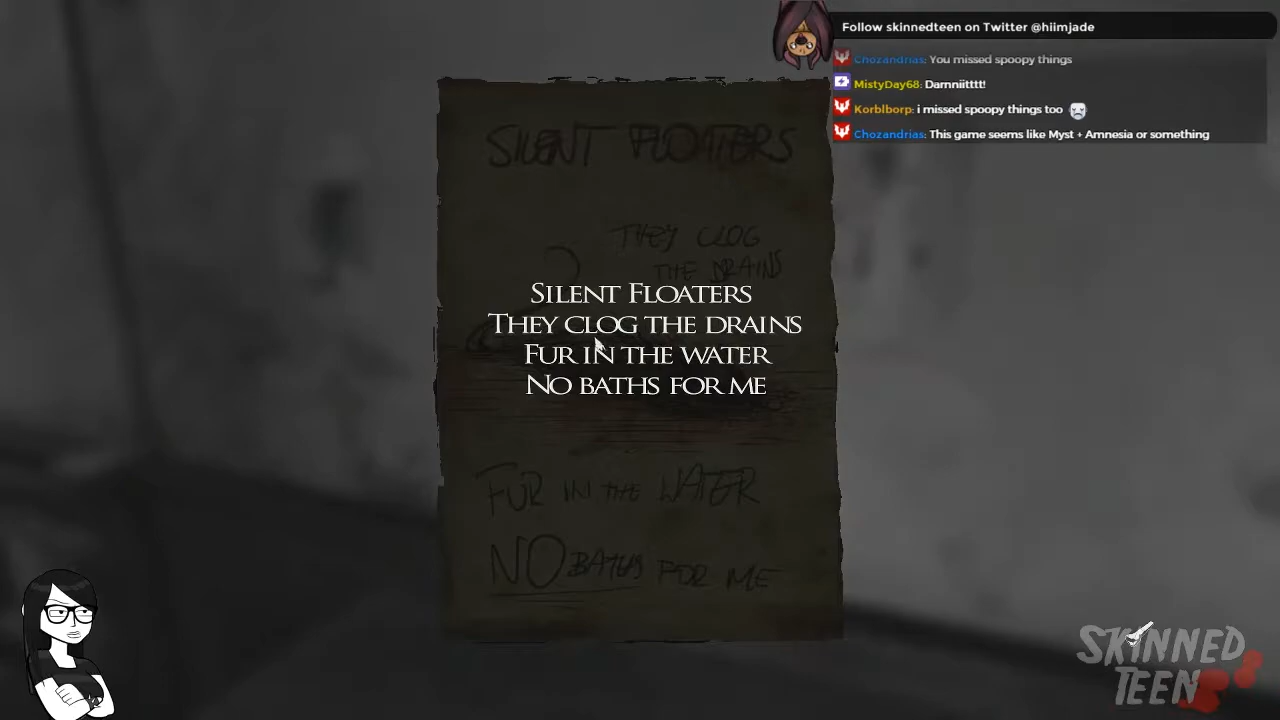 Follow skinnedteen on Twitter @hiimjade
Chozandrias: You missed spoopy things
MistyDay68: Damniitttt!
Korblborp: i missed spoopy things too
Chozandrias: This game seems like Myst + Amnesia or something
SILENT FLOATERS
THEY CLOG
THE DRAINS
SILENT FLOATERS
THEY CLOG THE DRAINS
FUR IN THE WATER
NO BATHS FOR ME
FUR IN THE WATER
NO BATHS FOR ME
SKINNED
TEEN